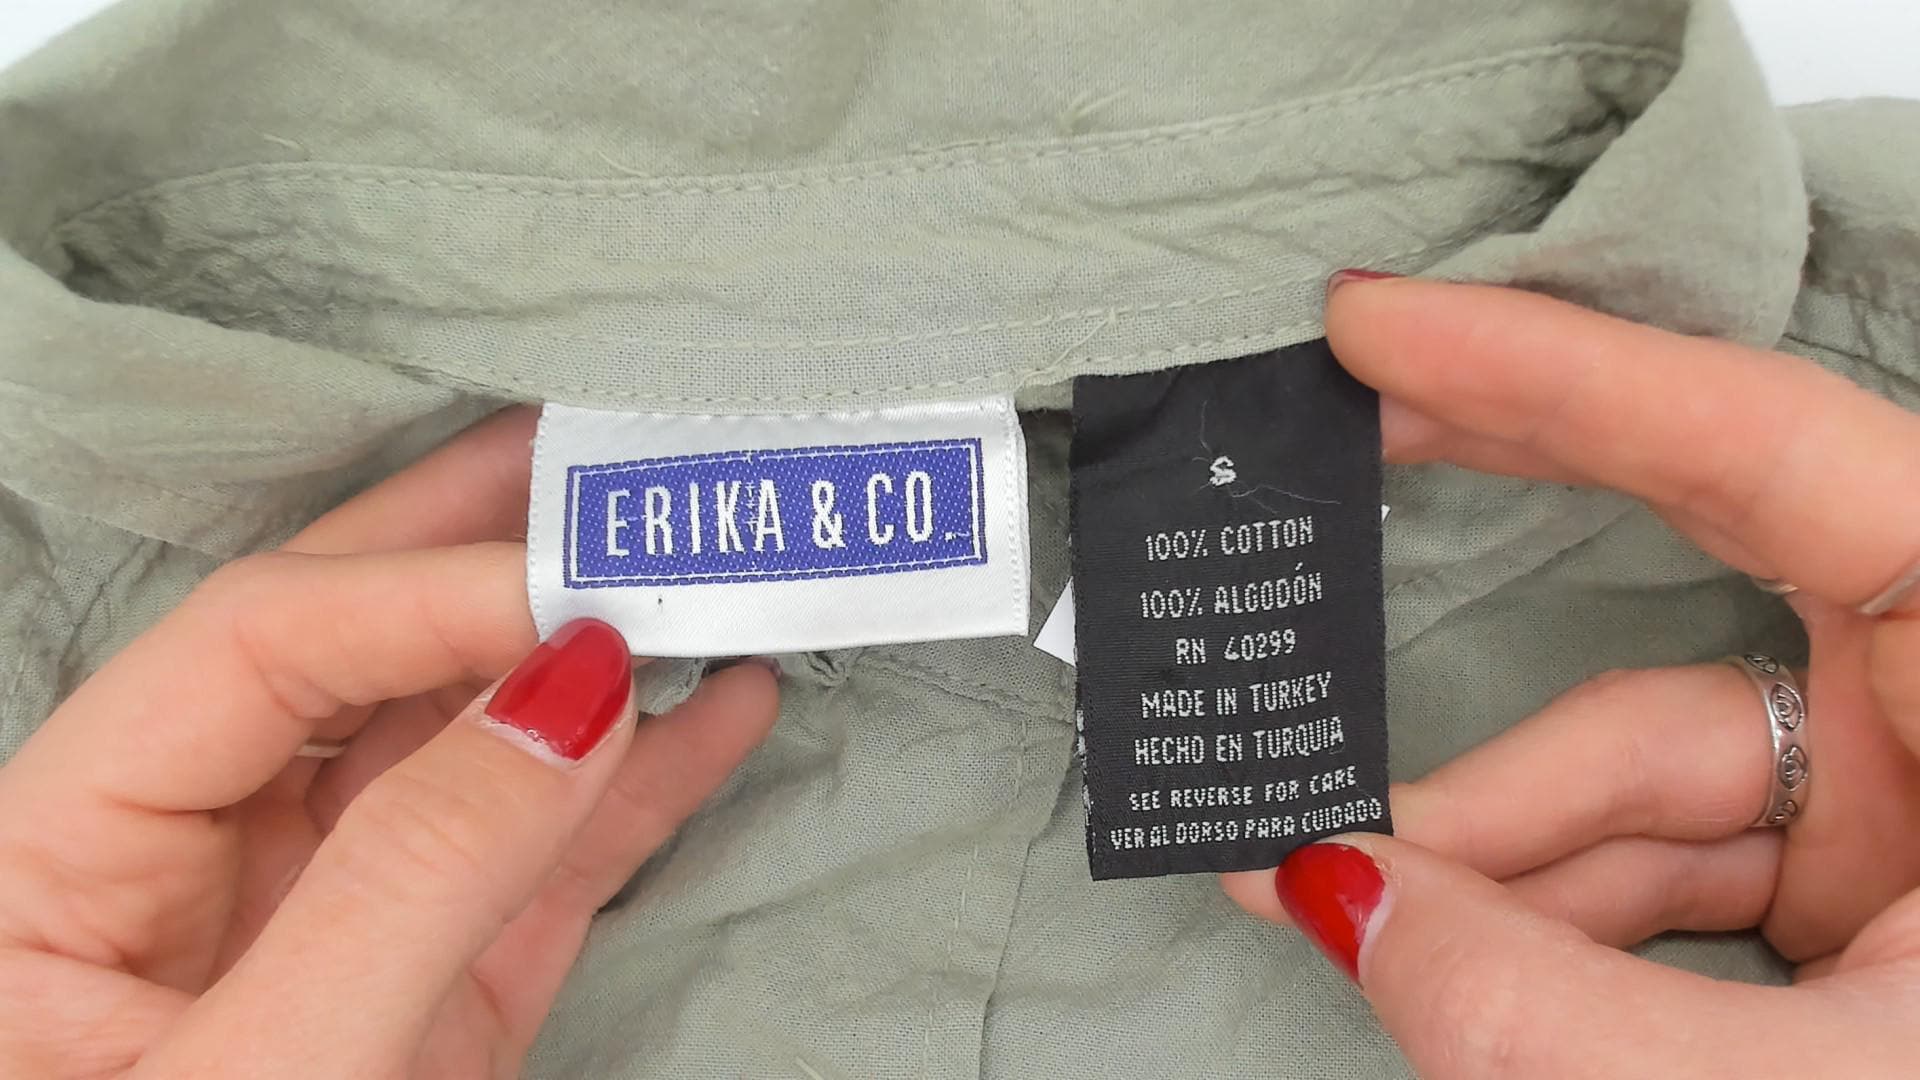 ERIKA & CO.
S
100% COTTON
100% ALGODÓN
RN 40299
MADE IN TURKEY
HECHO EN TURQUIA
SEE REVERSE FOR CARE
VER AL DORSO PARA CUIDADO